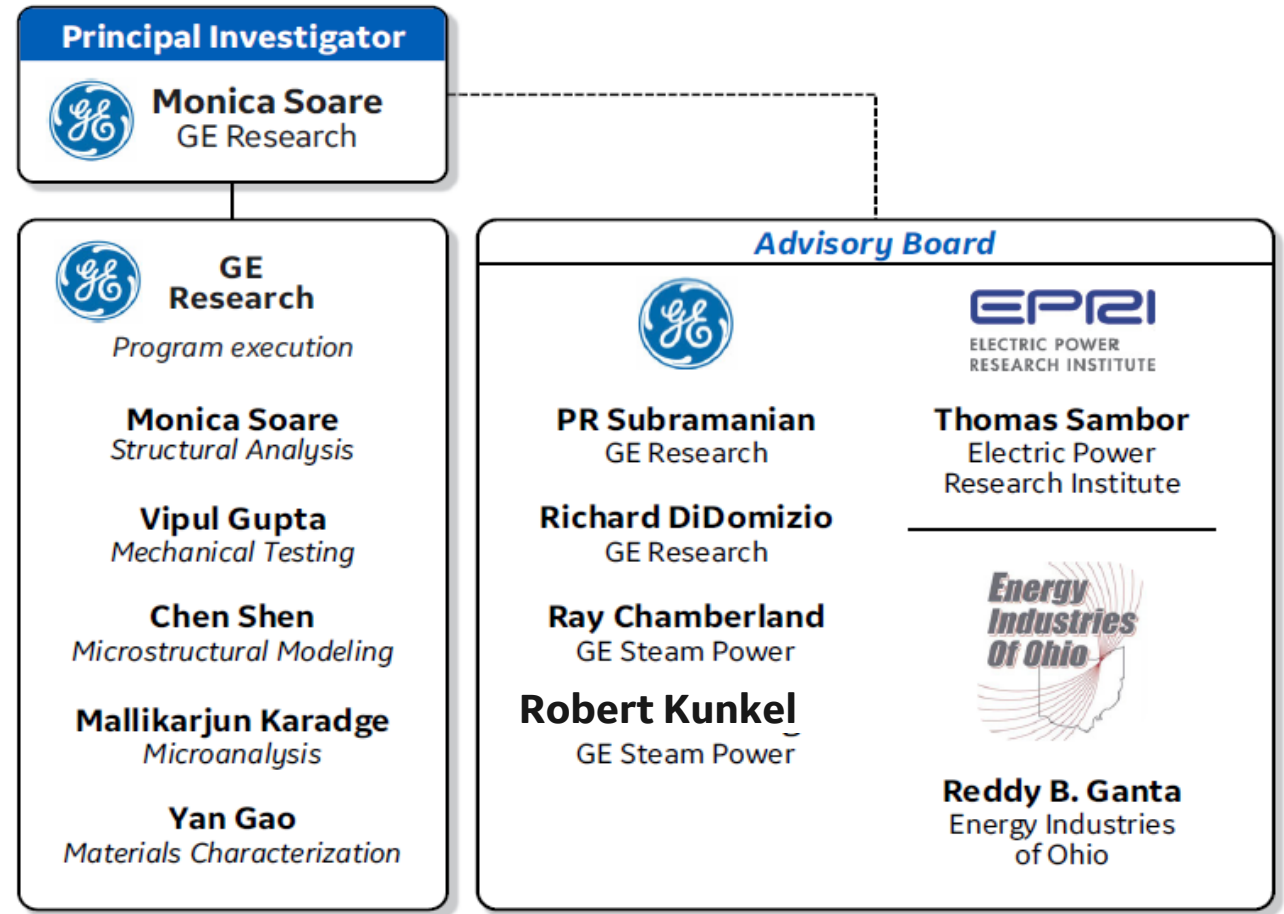 Principal Investigator
GE
Monica Soare
GE Research
GE
GE
Research
Program execution
Monica Soare
Structural Analysis
Vipul Gupta
Mechanical Testing
Chen Shen
Microstructural Modeling
Mallikarjun Karadge
Microanalysis
Yan Gao
Materials Characterization
Advisory Board
GE
PR Subramanian
GE Research
Richard DiDomizio
GE Research
Ray Chamberland
GE Steam Power
Robert Kunkel
GE Steam Power
EPRI
ELECTRIC POWER
RESEARCH INSTITUTE
Thomas Sambor
Electric Power
Research Institute
Energy
Industries
Of Ohio
Reddy B. Ganta
Energy Industries
of Ohio